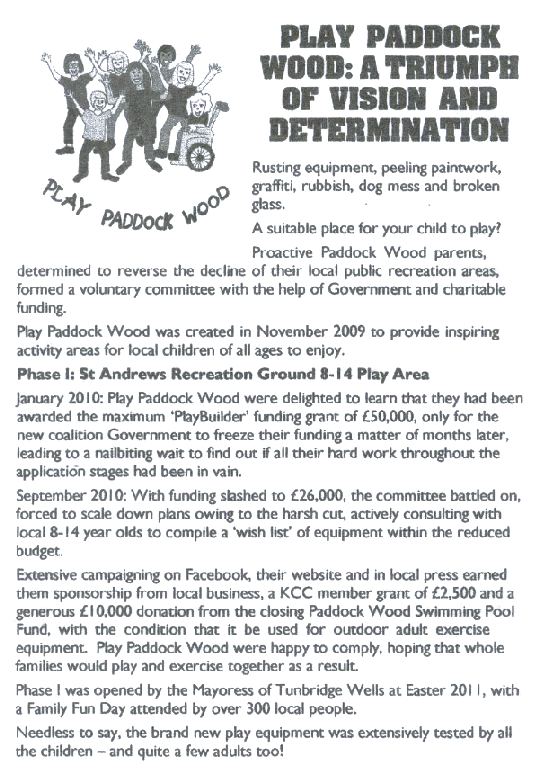 PLAY PADDOCK
WOOD: A TRIUMPH
OF VISION AND
DETERMINATION
PLAY PADDOCK WOOD
Rusting equipment, peeling paintwork,
graffiti, rubbish, dog mess and broken
glass.
A suitable place for your child to play?
Proactive Paddock Wood parents,
determined to reverse the decline of their local public recreation areas,
formed a voluntary committee with the help of Government and charitable
funding.
Play Paddock Wood was created in November 2009 to provide inspiring
activity areas for local children of all ages to enjoy.
Phase I: St Andrews Recreation Ground 8-14 Play Area
January 2010: Play Paddock Wood were delighted to learn that they had been
awarded the maximum 'PlayBuilder' funding grant of £50,000, only for the
new coalition Government to freeze their funding a matter of months later,
leading to a nailbiting wait to find out if all their hard work throughout the
application stages had been in vain.
September 2010: With funding slashed to £26,000, the committee battled on,
forced to scale down plans owing to the harsh cut, actively consulting with
local 8-14 year olds to compile a 'wish list' of equipment within the reduced
budget.
Extensive campaigning on Facebook, their website and in local press earned
them sponsorship from local business, a KCC member grant of £2,500 and a
generous £10,000 donation from the closing Paddock Wood Swimming Pool
Fund, with the condition that it be used for outdoor adult exercise
equipment. Play Paddock Wood were happy to comply, hoping that whole
families would play and exercise together as a result.
Phase I was opened by the Mayoress of Tunbridge Wells at Easter 2011, with
a Family Fun Day attended by over 300 local people.
Needless to say, the brand new play equipment was extensively tested by all
the children – and quite a few adults too!